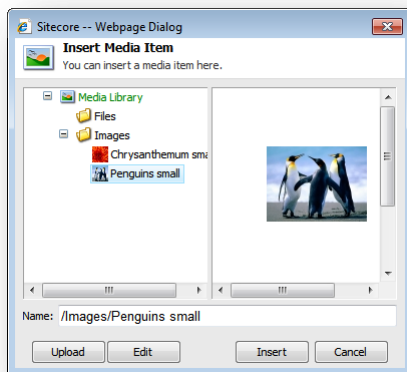 Sitecore -- Webpage Dialog
Insert Media Item
You can insert a media item here.
Media Library
Files
Images
Chrysanthemum sma
Penguins small
Name: /Images/Penguins small
Upload Edit Insert Cancel